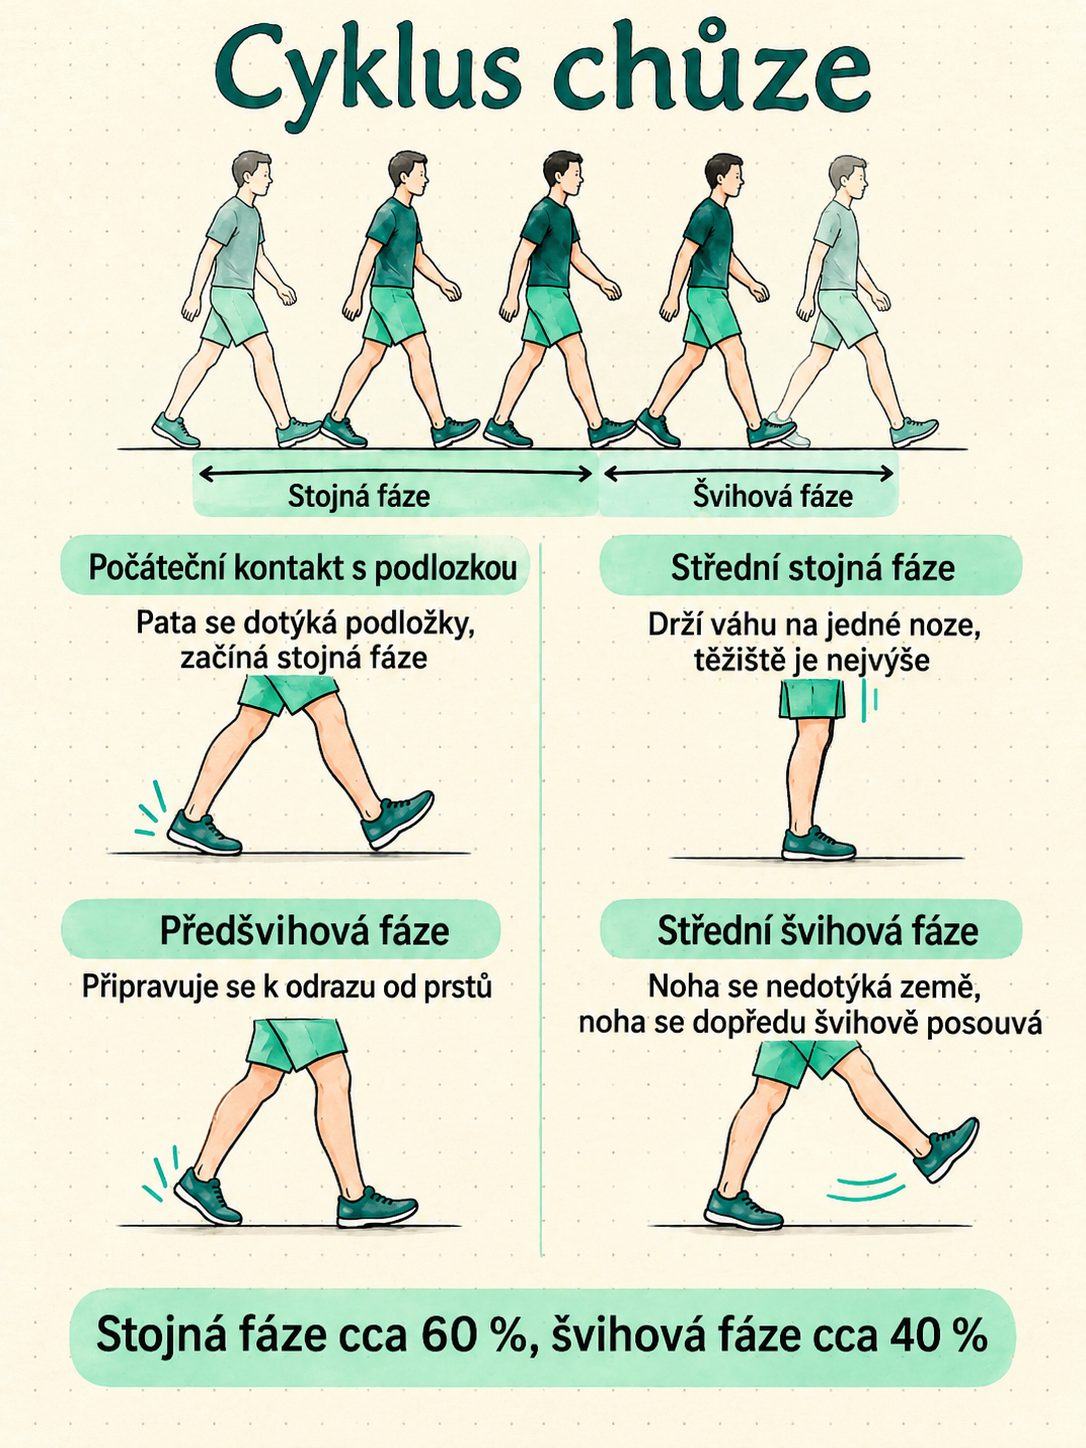 Cyklus chůze
Stojná fáze
Švihová fáze
Počáteční kontakt s podlozkou
Pata se dotýká podložky,
začíná stojná fáze
Střední stojná fáze
Drží váhu na jedné noze,
těžiště je nejvýše
Předšvihová fáze
Připravuje se k odrazu od prstů
Střední švihová fáze
Noha se nedotýká země,
noha se dopředu švihově posouvá
Stojná fáze cca 60 %, švihová fáze cca 40 %